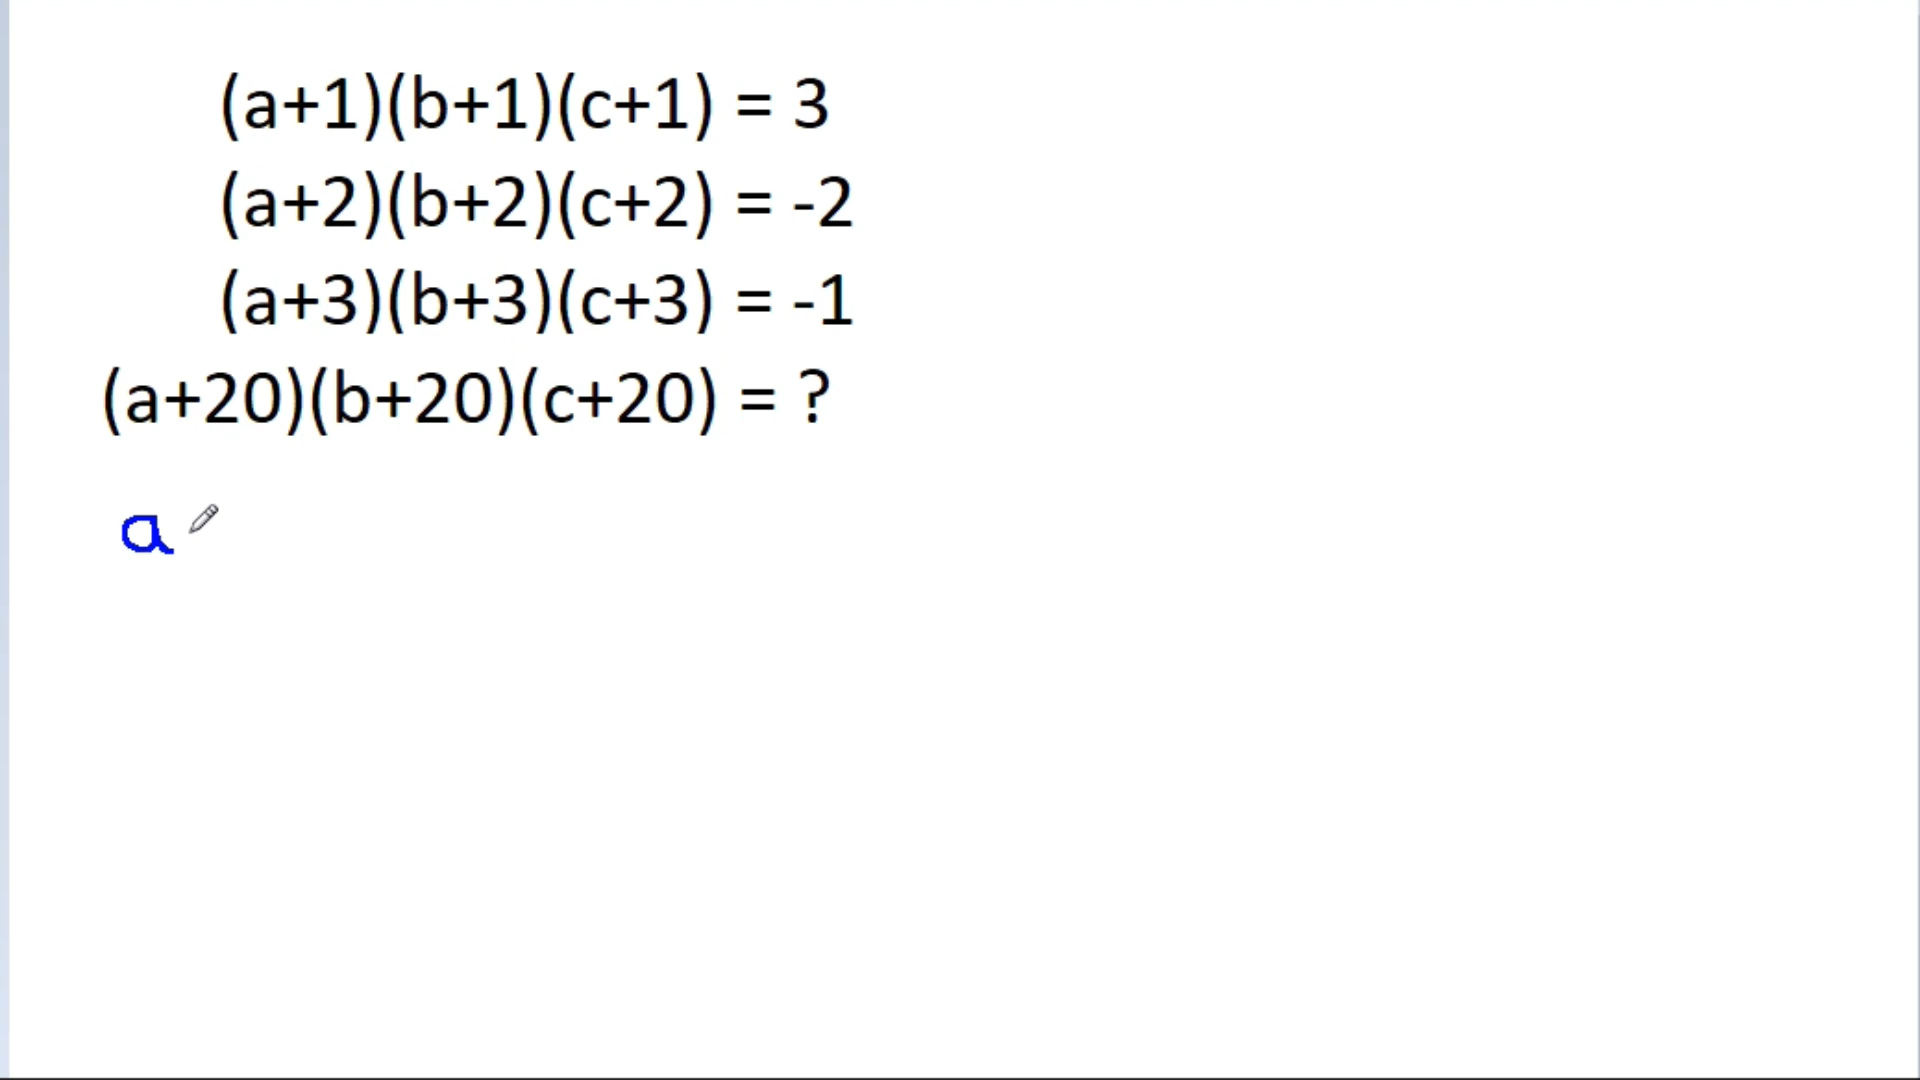 (a+1)(b+1)(c+1) = 3
(a+2)(b+2)(c+2) = -2
(a+3)(b+3)(c+3) = -1
(a+20)(b+20)(c+20) = ?
a